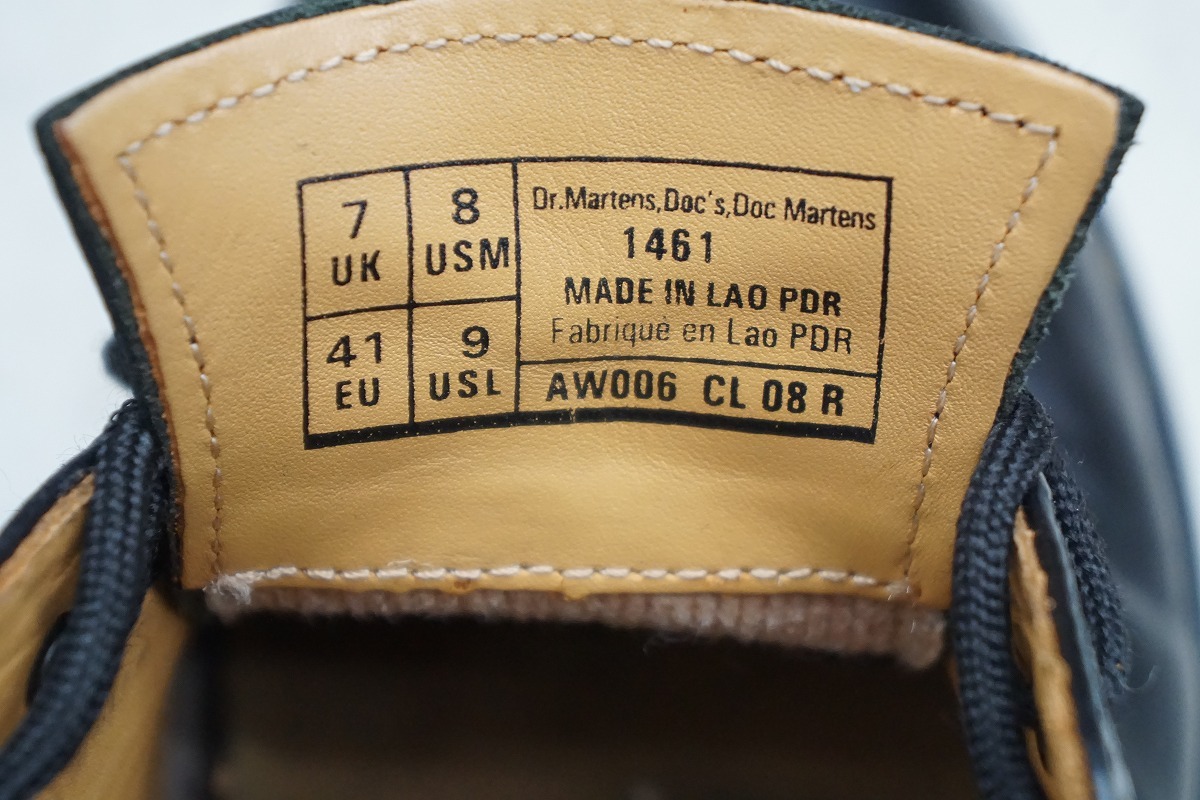 7
UK
8
USM
41
EU
9
USL
Dr.Martens,Doc's,Doc Martens
1461
MADE IN LAO PDR
Fabriqué en Lao PDR
AW006 CL 08 R